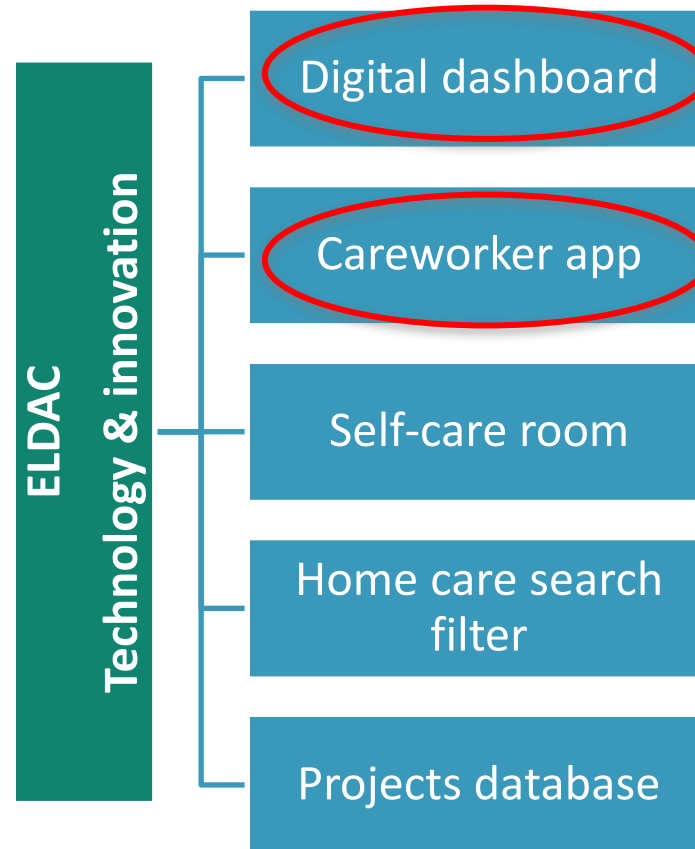 ELDAC
Technology & innovation
Digital dashboard
Careworker app
Self-care room
Home care search
filter
Projects database